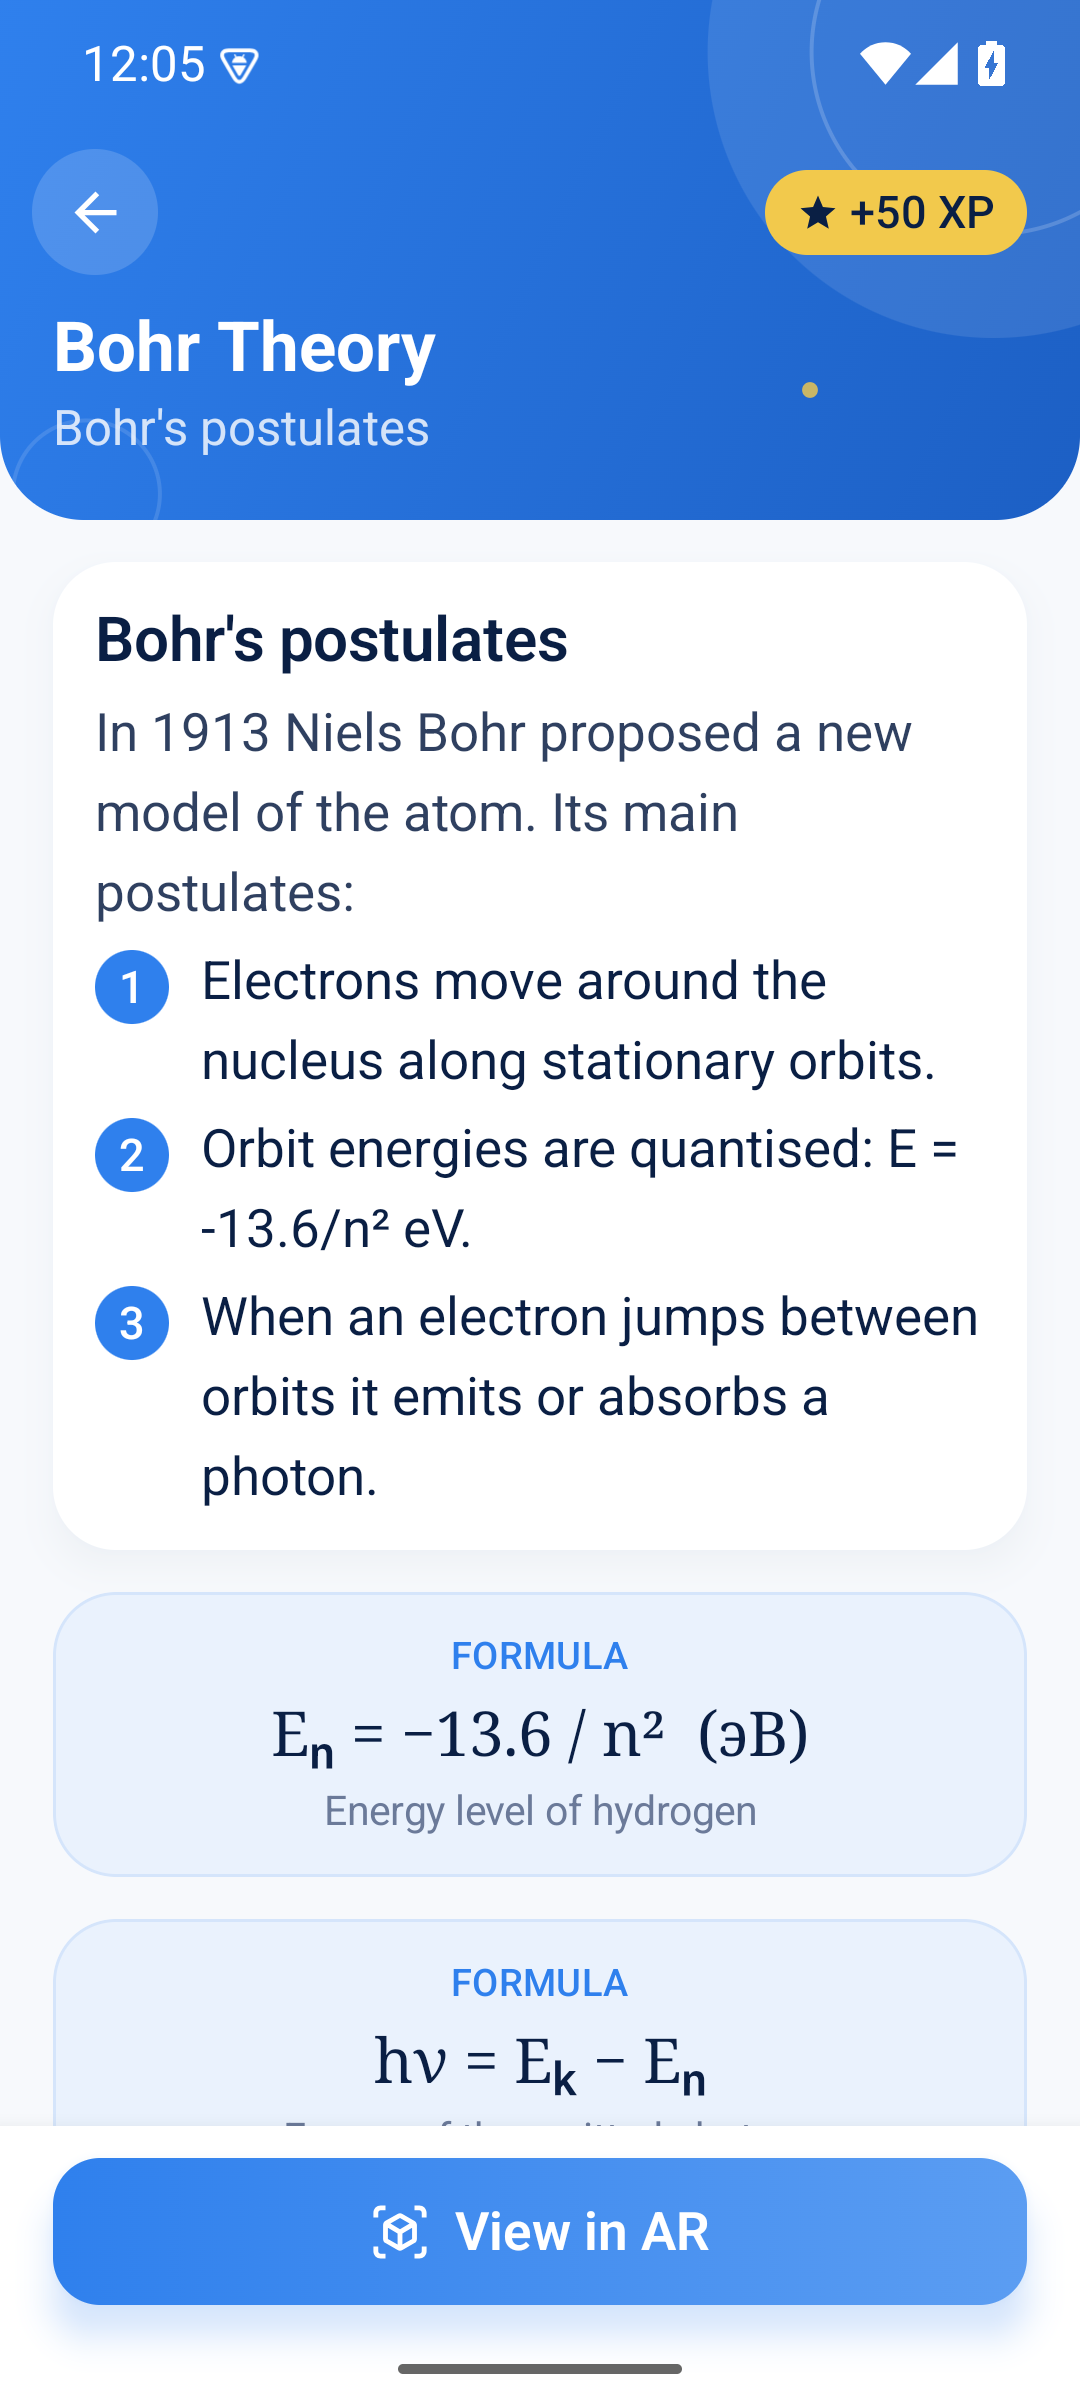 12:05
+50 XP
Bohr Theory
Bohr's postulates
Bohr's postulates
In 1913 Niels Bohr proposed a new
model of the atom. Its main
postulates:
1 Electrons move around the
nucleus along stationary orbits.
2 Orbit energies are quantised: E =
-13.6/n² eV.
3 When an electron jumps between
orbits it emits or absorbs a
photon.
FORMULA
Eₙ = −13.6 / n² (эВ)
Energy level of hydrogen
FORMULA
hν = Eₖ − Eₙ
View in AR